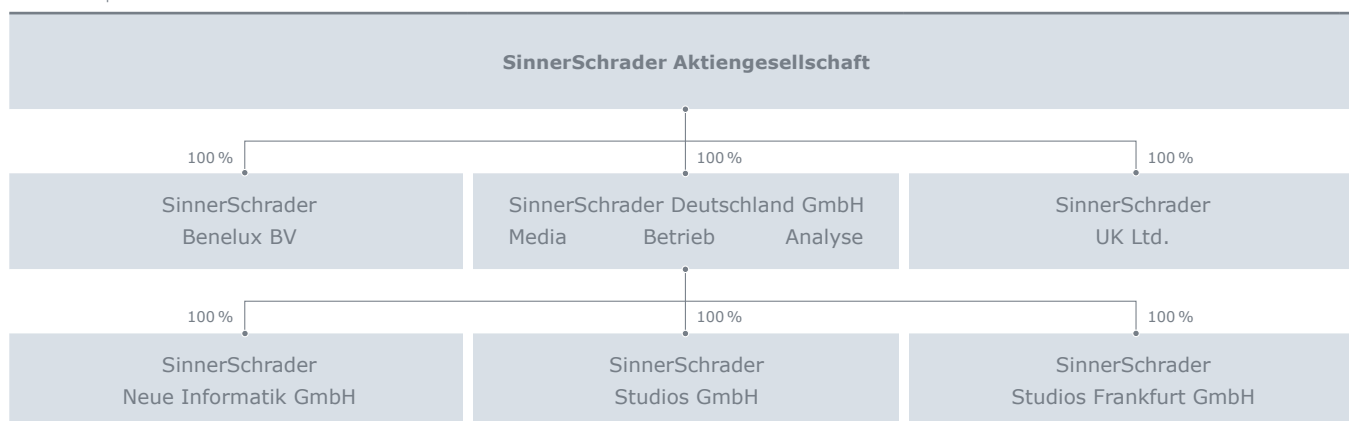 SinnerSchrader Aktiengesellschaft
100 % 100 % 100 %
SinnerSchrader
Benelux BV
SinnerSchrader Deutschland GmbH
Media Betrieb Analyse
SinnerSchrader
UK Ltd.
100 % 100 % 100 %
SinnerSchrader
Neue Informatik GmbH
SinnerSchrader
Studios GmbH
SinnerSchrader
Studios Frankfurt GmbH